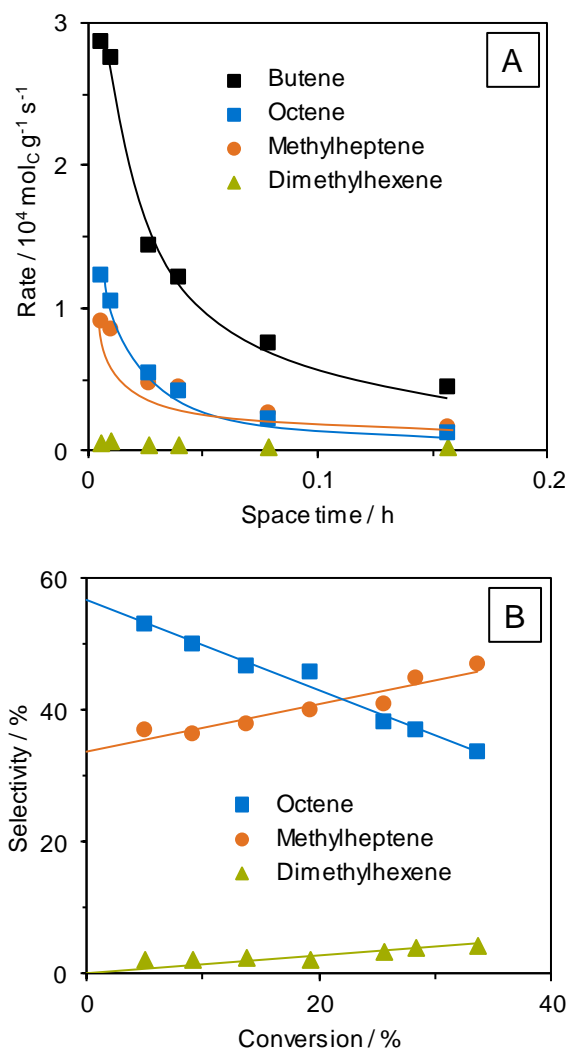 3
A
Butene
Octene
Methylheptene
Dimethylhexene
2
Rate / 10⁴ mol_C g⁻¹ s⁻¹
1
0
0 0.1 0.2
Space time / h
60
B
40
Selectivity / %
Octene
Methylheptene
Dimethylhexene
20
0
0 20 40
Conversion / %